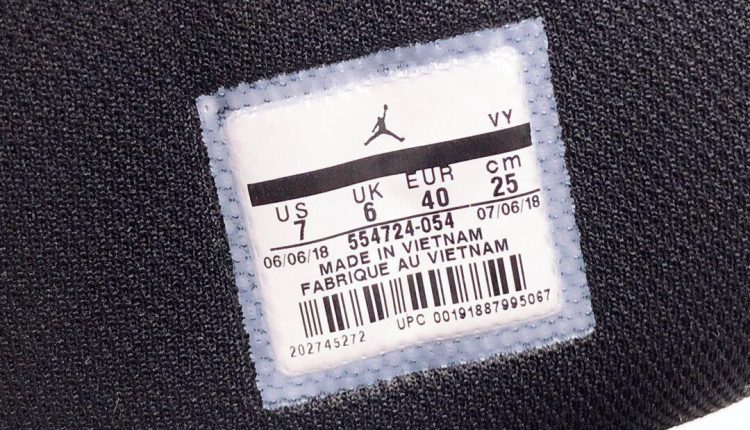 VY
US UK EUR cm
7 6 40 25
06/06/18 554724-054 07/06/18
MADE IN VIETNAM
FABRIQUE AU VIETNAM
202745272 UPC 00191887995067